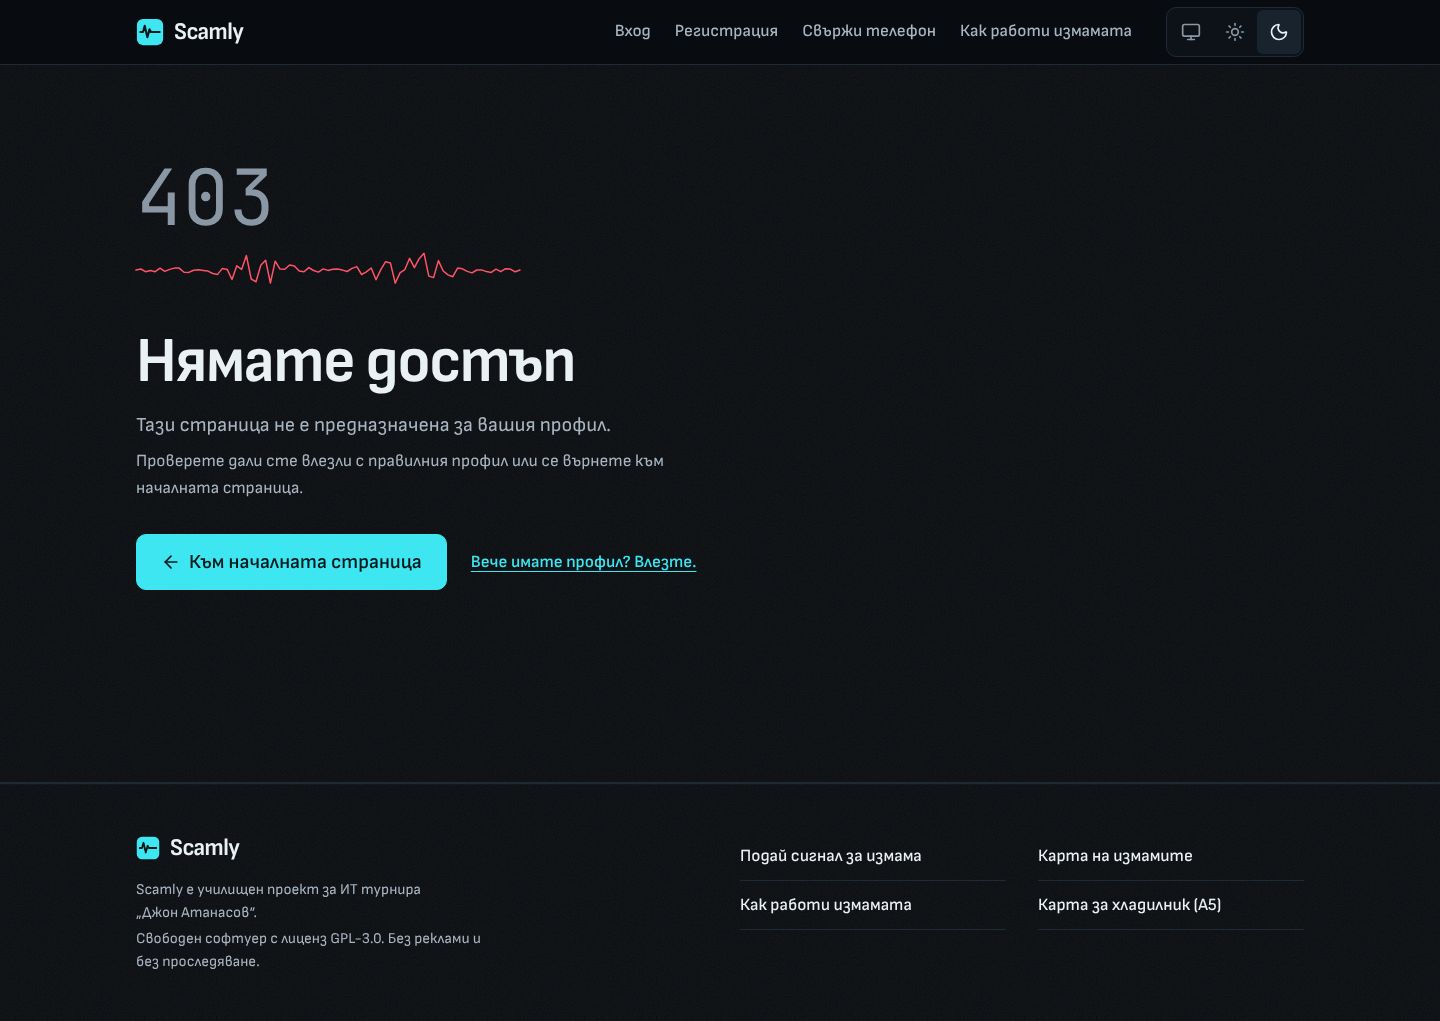 Scamly
Вход
Регистрация
Свържи телефон
Как работи измамата
403
Нямате достъп
Тази страница не е предназначена за вашия профил.
Проверете дали сте влезли с правилния профил или се върнете към
началната страница.
Към началната страница
Вече имате профил? Влезте.
Scamly
Scamly е училищен проект за ИТ турнира
„Джон Атанасов“.
Свободен софтуер с лиценз GPL-3.0. Без реклами и
без проследяване.
Подай сигнал за измама
Карта на измамите
Как работи измамата
Карта за хладилник (A5)